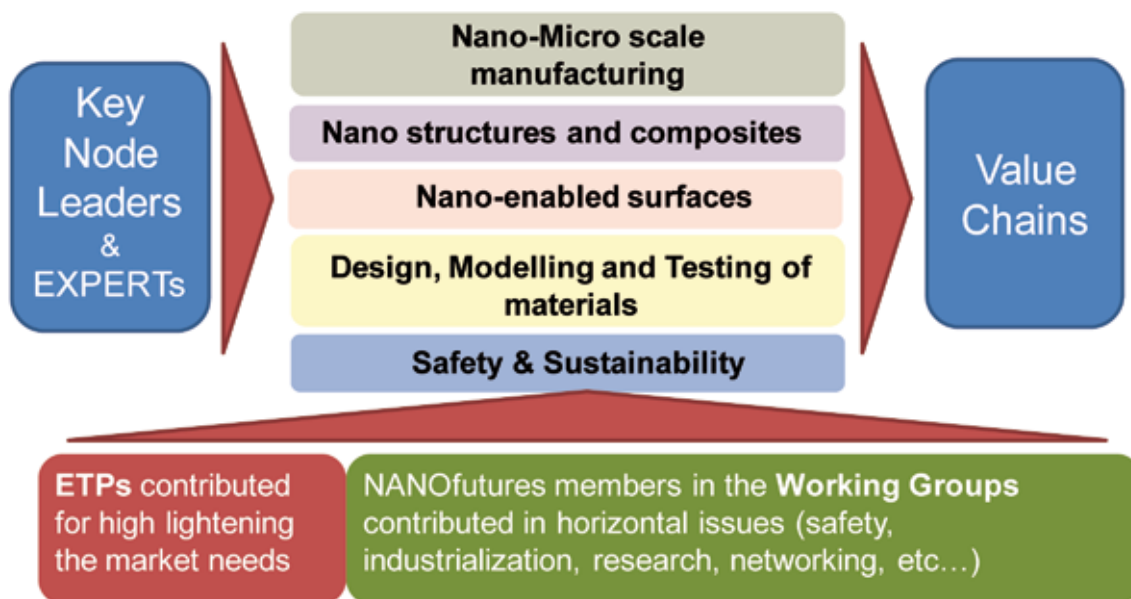 Key
Node
Leaders
&
EXPERTs
Nano-Micro scale
manufacturing
Nano structures and composites
Nano-enabled surfaces
Design, Modelling and Testing of
materials
Safety & Sustainability
Value
Chains
ETPs contributed
for high lightening
the market needs
NANOfutures members in the Working Groups
contributed in horizontal issues (safety,
industrialization, research, networking, etc…)